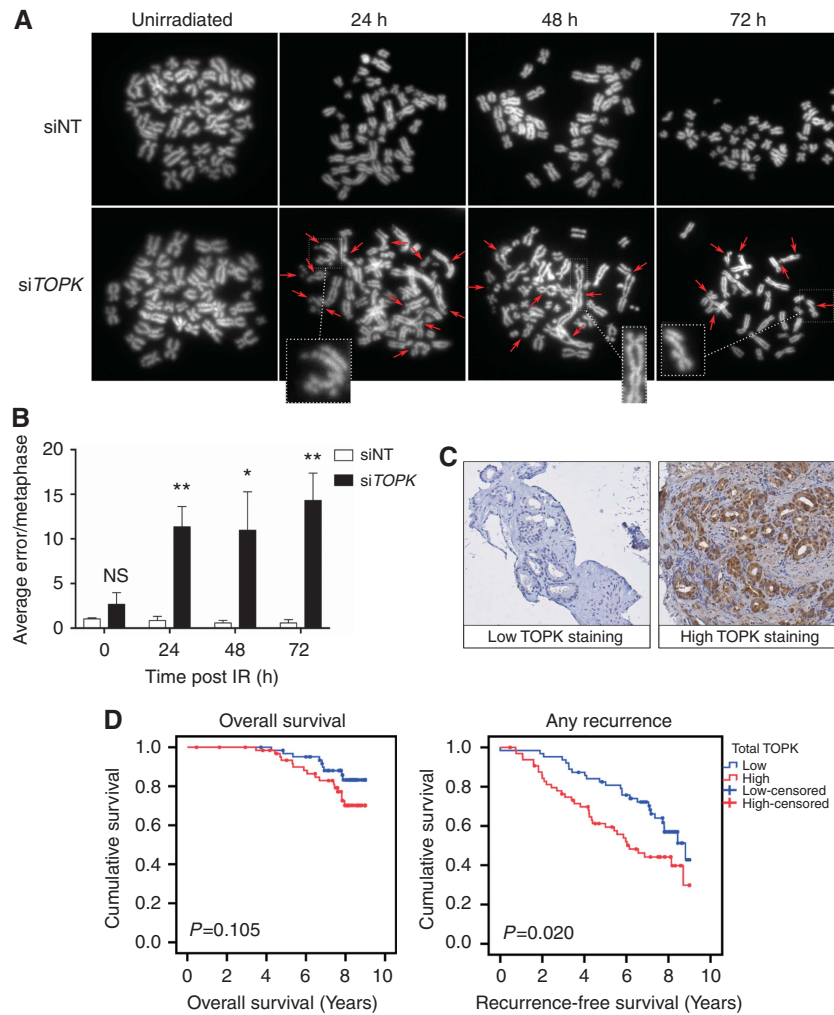 A
Unirradiated 24 h 48 h 72 h
siNT
siTOPK
B
20
15
10
5
0
Average error/metaphase
siNT
siTOPK
NS
**
*
**
0 24 48 72
Time post IR (h)
C
Low TOPK staining
High TOPK staining
D
Overall survival
1.0
0.8
0.6
0.4
0.2
0.0
Cumulative survival
P=0.105
0 2 4 6 8 10
Overall survival (Years)
Any recurrence
1.0
0.8
0.6
0.4
0.2
0.0
Cumulative survival
P=0.020
0 2 4 6 8 10
Recurrence-free survival (Years)
Total TOPK
Low
High
Low-censored
High-censored